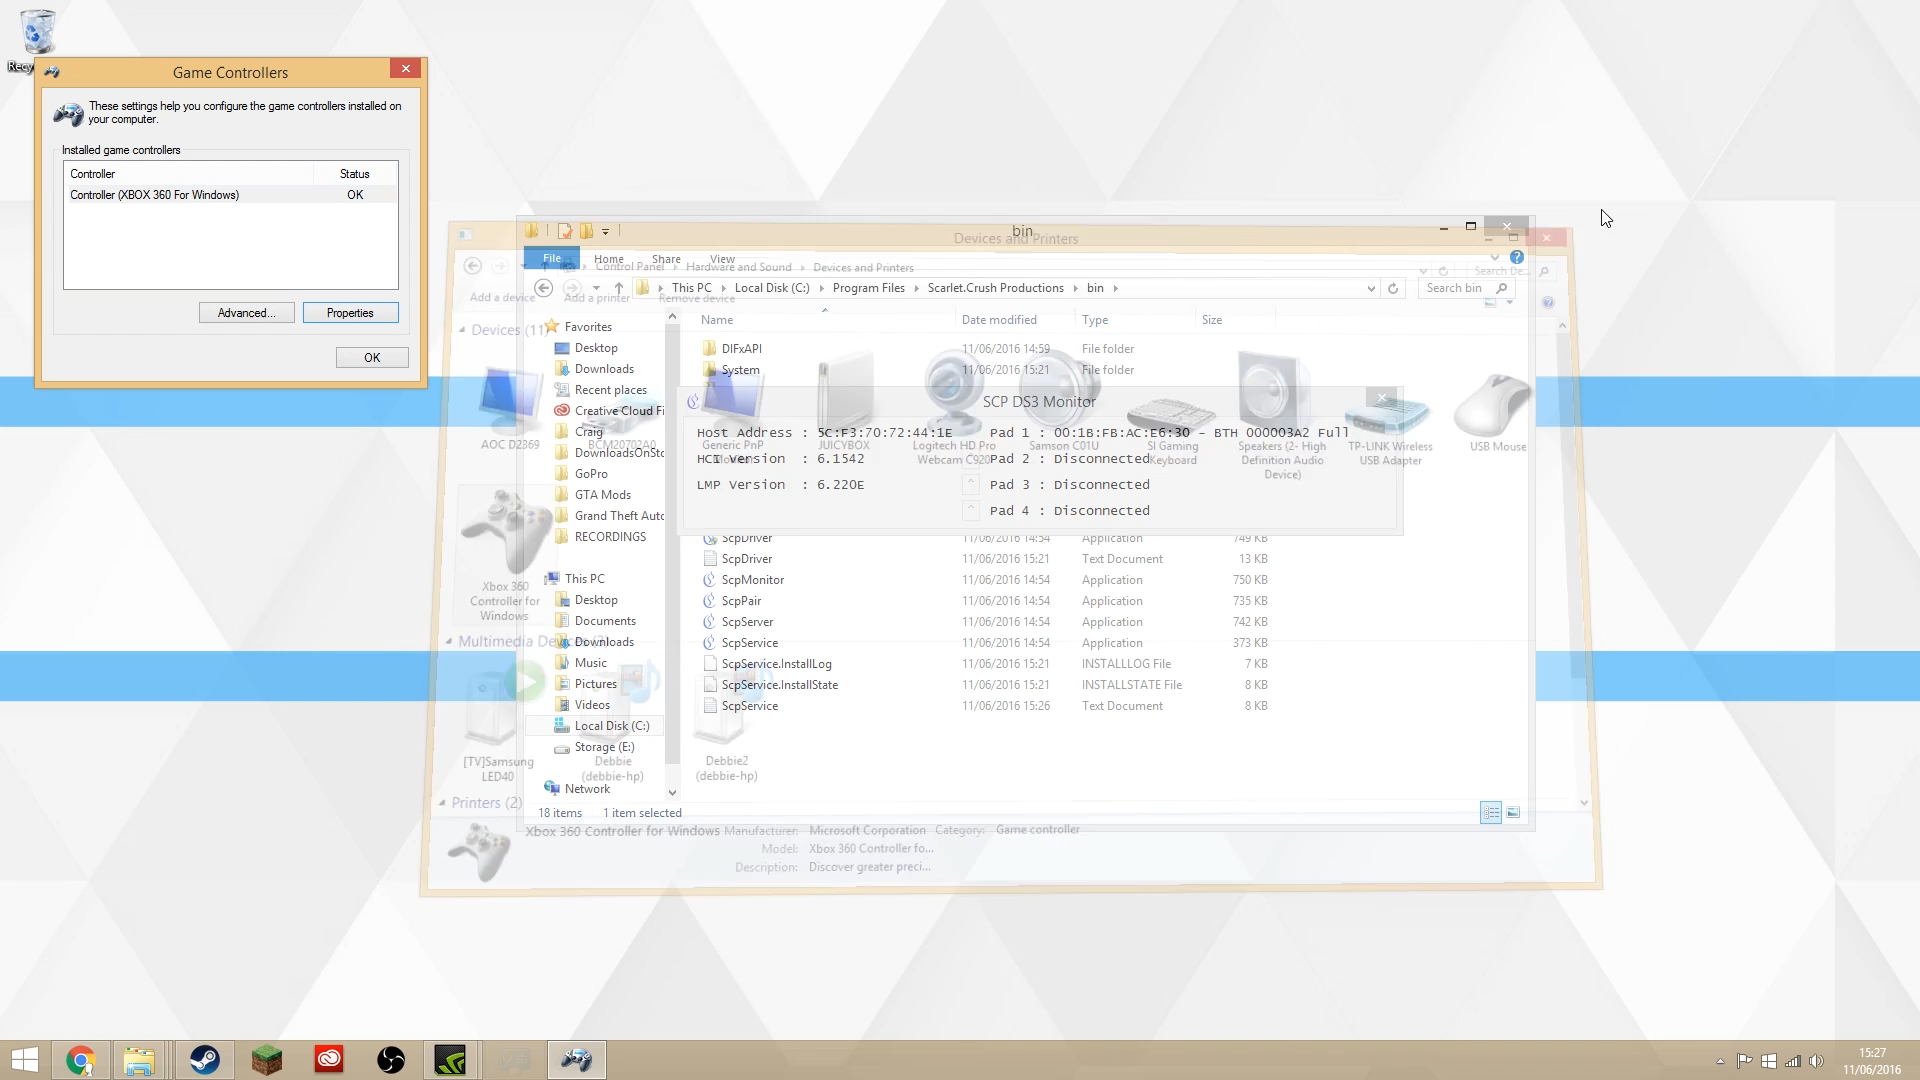 Recy
Game Controllers
These settings help you configure the game controllers installed on
your computer.
Installed game controllers
Controller Status
Controller (XBOX 360 For Windows) OK
Advanced... Properties
OK
bin
Devices and Printers
File Home Share View
Control Panel Hardware and Sound Devices and Printers Search De...
This PC Local Disk (C:) Program Files Scarlet.Crush Productions bin Search bin
Add a device Add a printer Remove device
Devices (11)
Favorites
Desktop
Downloads
Recent places
Creative Cloud Fi
Craig
DownloadsOnSto
GoPro
GTA Mods
Grand Theft Auto
RECORDINGS
This PC
Desktop
Documents
Downloads
Music
Pictures
Videos
Local Disk (C:)
Storage (E:)
Network
Name Date modified Type Size
DIFxAPI 11/06/2016 14:59 File folder
System 11/06/2016 15:21 File folder
SCP DS3 Monitor
Host Address : 5C:F3:70:72:44:1E Pad 1 : 00:1B:FB:AC:E6:30 - BTH 000003A2 Full
HCI Version : 6.1542 Pad 2 : Disconnected
LMP Version : 6.220E Pad 3 : Disconnected
Pad 4 : Disconnected
AOC D2369
BCM20702A0
Generic PnP
JUICYBOX
Logitech HD Pro
Webcam C920
Samson C01U
SI Gaming
Keyboard
Speakers (2- High
Definition Audio
Device)
TP-LINK Wireless
USB Adapter
USB Mouse
ScpDriver 11/06/2016 14:54 Application 749 KB
ScpDriver 11/06/2016 15:21 Text Document 13 KB
ScpMonitor 11/06/2016 14:54 Application 750 KB
ScpPair 11/06/2016 14:54 Application 735 KB
ScpServer 11/06/2016 14:54 Application 742 KB
ScpService 11/06/2016 14:54 Application 373 KB
ScpService.InstallLog 11/06/2016 15:21 INSTALLLOG File 7 KB
ScpService.InstallState 11/06/2016 15:21 INSTALLSTATE File 8 KB
ScpService 11/06/2016 15:26 Text Document 8 KB
Xbox 360
Controller for
Windows
Multimedia Devices
[TV]Samsung
LED40
Debbie
(debbie-hp)
Debbie2
(debbie-hp)
Printers (2)
18 items 1 item selected
Xbox 360 Controller for Windows Manufacturer: Microsoft Corporation Category: Game controller
Model: Xbox 360 Controller fo...
Description: Discover greater preci...
15:27
11/06/2016